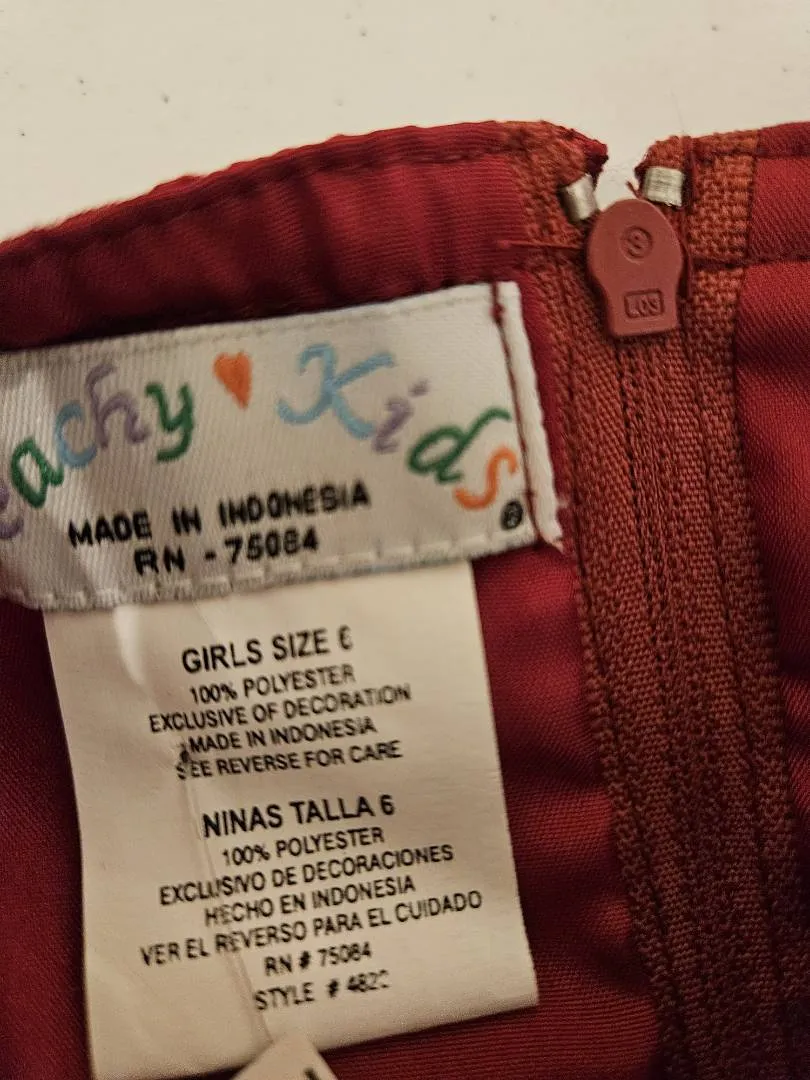 eachy Kids
MADE IN INDONESIA
RN - 75084
GIRLS SIZE 6
100% POLYESTER
EXCLUSIVE OF DECORATION
MADE IN INDONESIA
SEE REVERSE FOR CARE
NINAS TALLA 6
100% POLYESTER
EXCLUSIVO DE DECORACIONES
HECHO EN INDONESIA
VER EL REVERSO PARA EL CUIDADO
RN # 75084
STYLE #